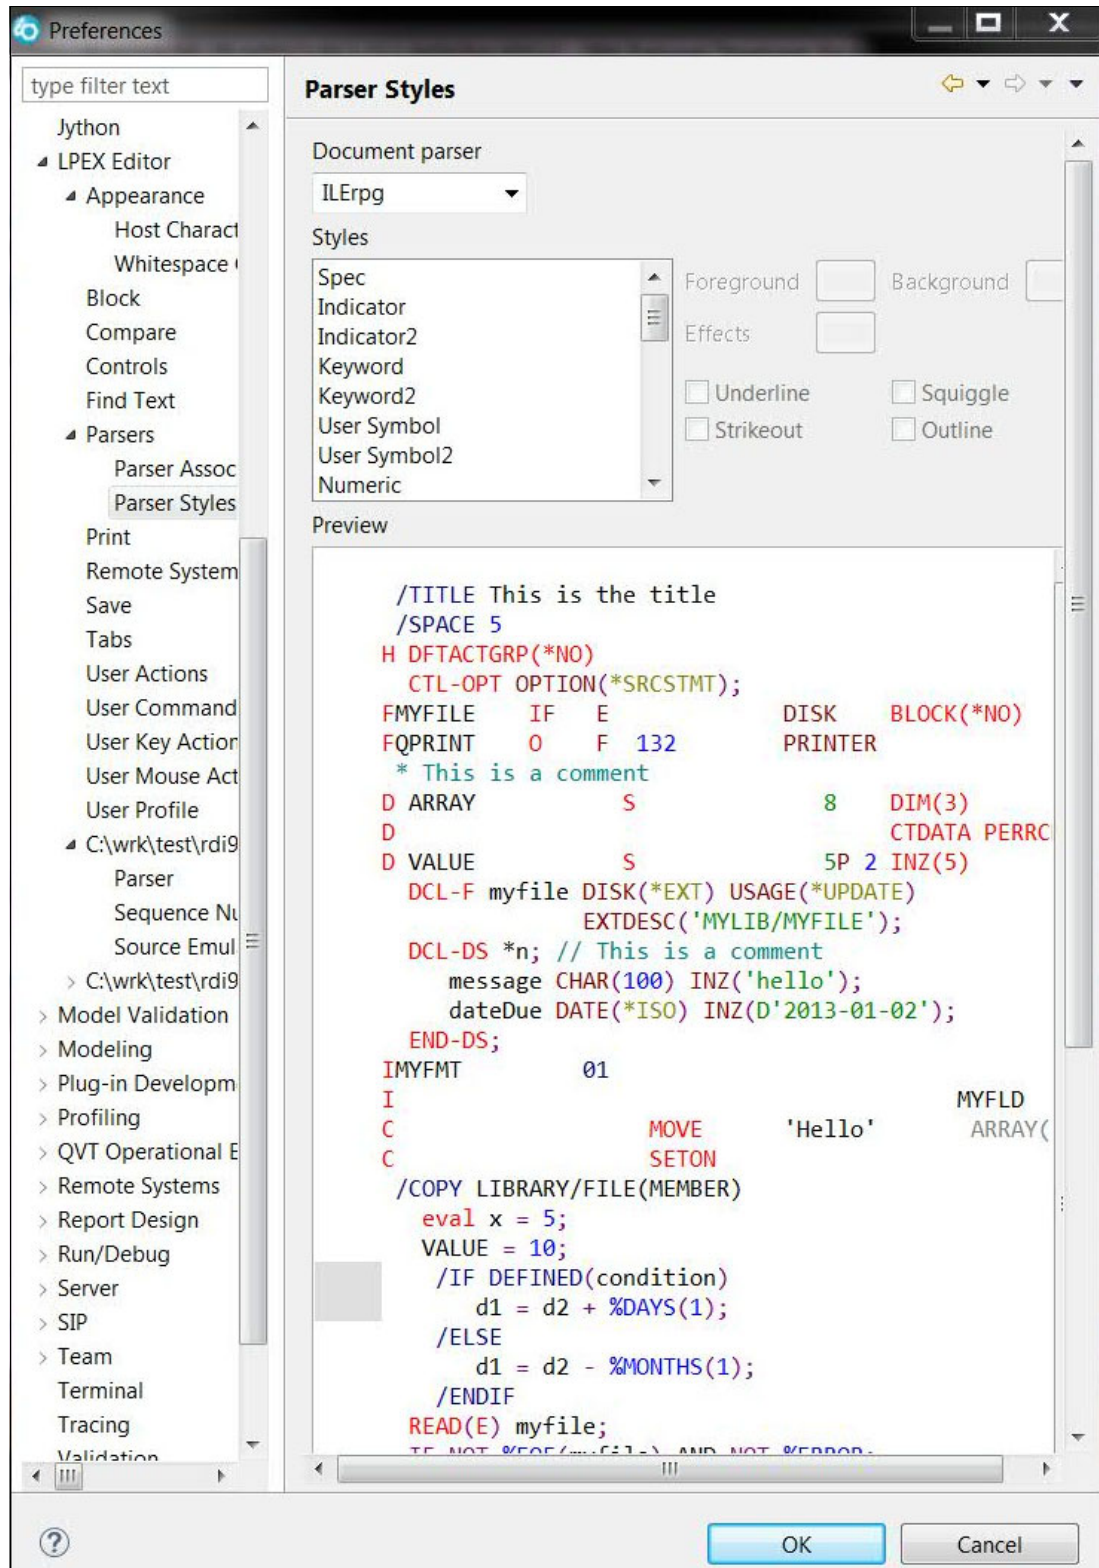 Preferences
type filter text
Jython
LPEX Editor
Appearance
Host Charact
Whitespace
Block
Compare
Controls
Find Text
Parsers
Parser Assoc
Parser Styles
Print
Remote System
Save
Tabs
User Actions
User Command
User Key Action
User Mouse Act
User Profile
C:\wrk\test\rdi9
Parser
Sequence Nu
Source Emul
C:\wrk\test\rdi9
Model Validation
Modeling
Plug-in Developm
Profiling
QVT Operational E
Remote Systems
Report Design
Run/Debug
Server
SIP
Team
Terminal
Tracing
Validation
Parser Styles
Document parser
ILErpg
Styles
Spec
Indicator
Indicator2
Keyword
Keyword2
User Symbol
User Symbol2
Numeric
Foreground Background
Effects
Underline Squiggle
Strikeout Outline
Preview
/TITLE This is the title
/SPACE 5
H DFTACTGRP(*NO)
CTL-OPT OPTION(*SRCSTMT);
FMYFILE IF E DISK BLOCK(*NO)
FQPRINT O F 132 PRINTER
* This is a comment
D ARRAY S 8 DIM(3)
D CTDATA PERRC
D VALUE S 5P 2 INZ(5)
DCL-F myfile DISK(*EXT) USAGE(*UPDATE)
EXTDESC('MYLIB/MYFILE');
DCL-DS *n; // This is a comment
message CHAR(100) INZ('hello');
dateDue DATE(*ISO) INZ(D'2013-01-02');
END-DS;
IMYFMT 01
I MYFLD
C MOVE 'Hello' ARRAY(
C SETON
/COPY LIBRARY/FILE(MEMBER)
eval x = 5;
VALUE = 10;
/IF DEFINED(condition)
d1 = d2 + %DAYS(1);
/ELSE
d1 = d2 - %MONTHS(1);
/ENDIF
READ(E) myfile;
IF NOT %EOF(myfile) AND NOT %ERROR;
OK Cancel